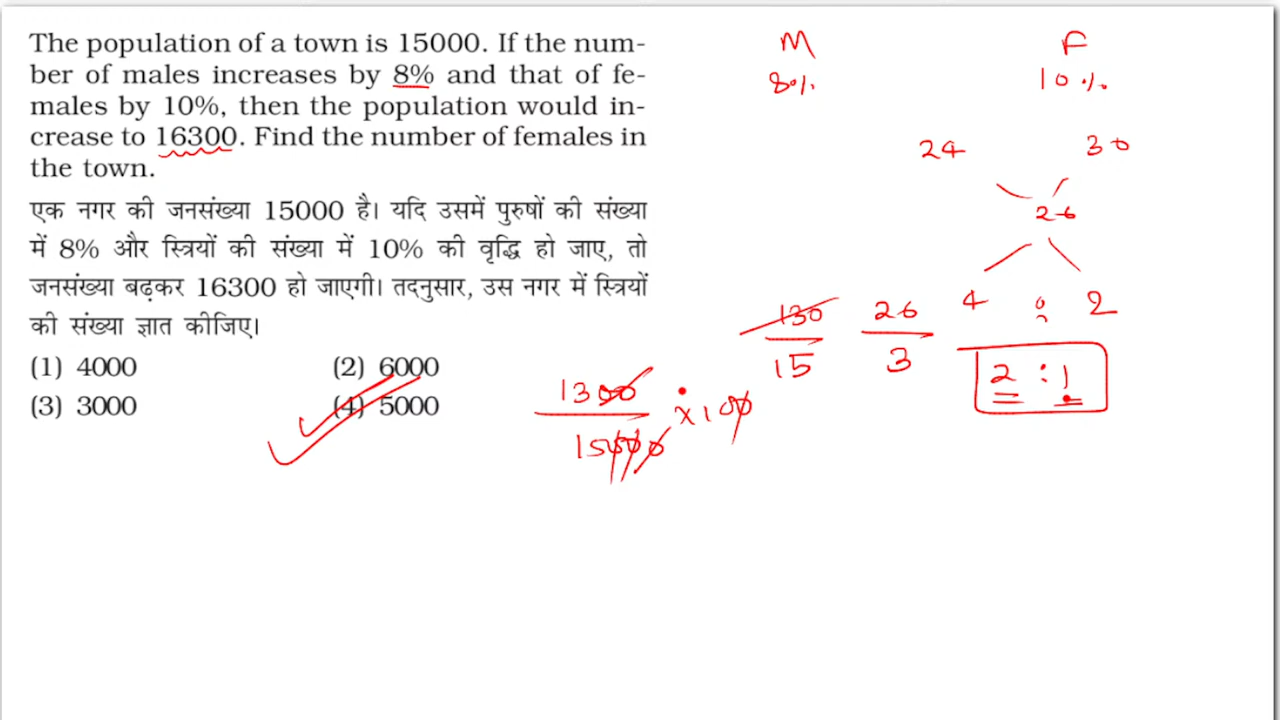 The population of a town is 15000. If the num-
ber of males increases by 8% and that of fe-
males by 10%, then the population would in-
crease to 16300. Find the number of females in
the town.
एक नगर की जनसंख्या 15000 है। यदि उसमें पुरुषों की संख्या
में 8% और स्त्रियों की संख्या में 10% की वृद्धि हो जाए, तो
जनसंख्या बढ़कर 16300 हो जाएगी। तदनुसार, उस नगर में स्त्रियों
की संख्या ज्ञात कीजिए।
(1) 4000 (2) 6000
(3) 3000 (4) 5000
M F
8% 10%
24 30
26
4 : 2
2 : 1
130 26
15 3
1300 × 100
15000